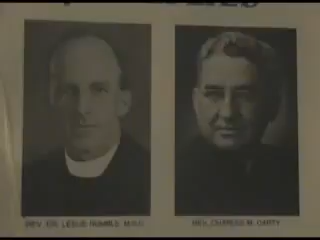 REV. DR. LESLIE RUMBLE, M.S.C.
REV. CHARLES M. CARTY